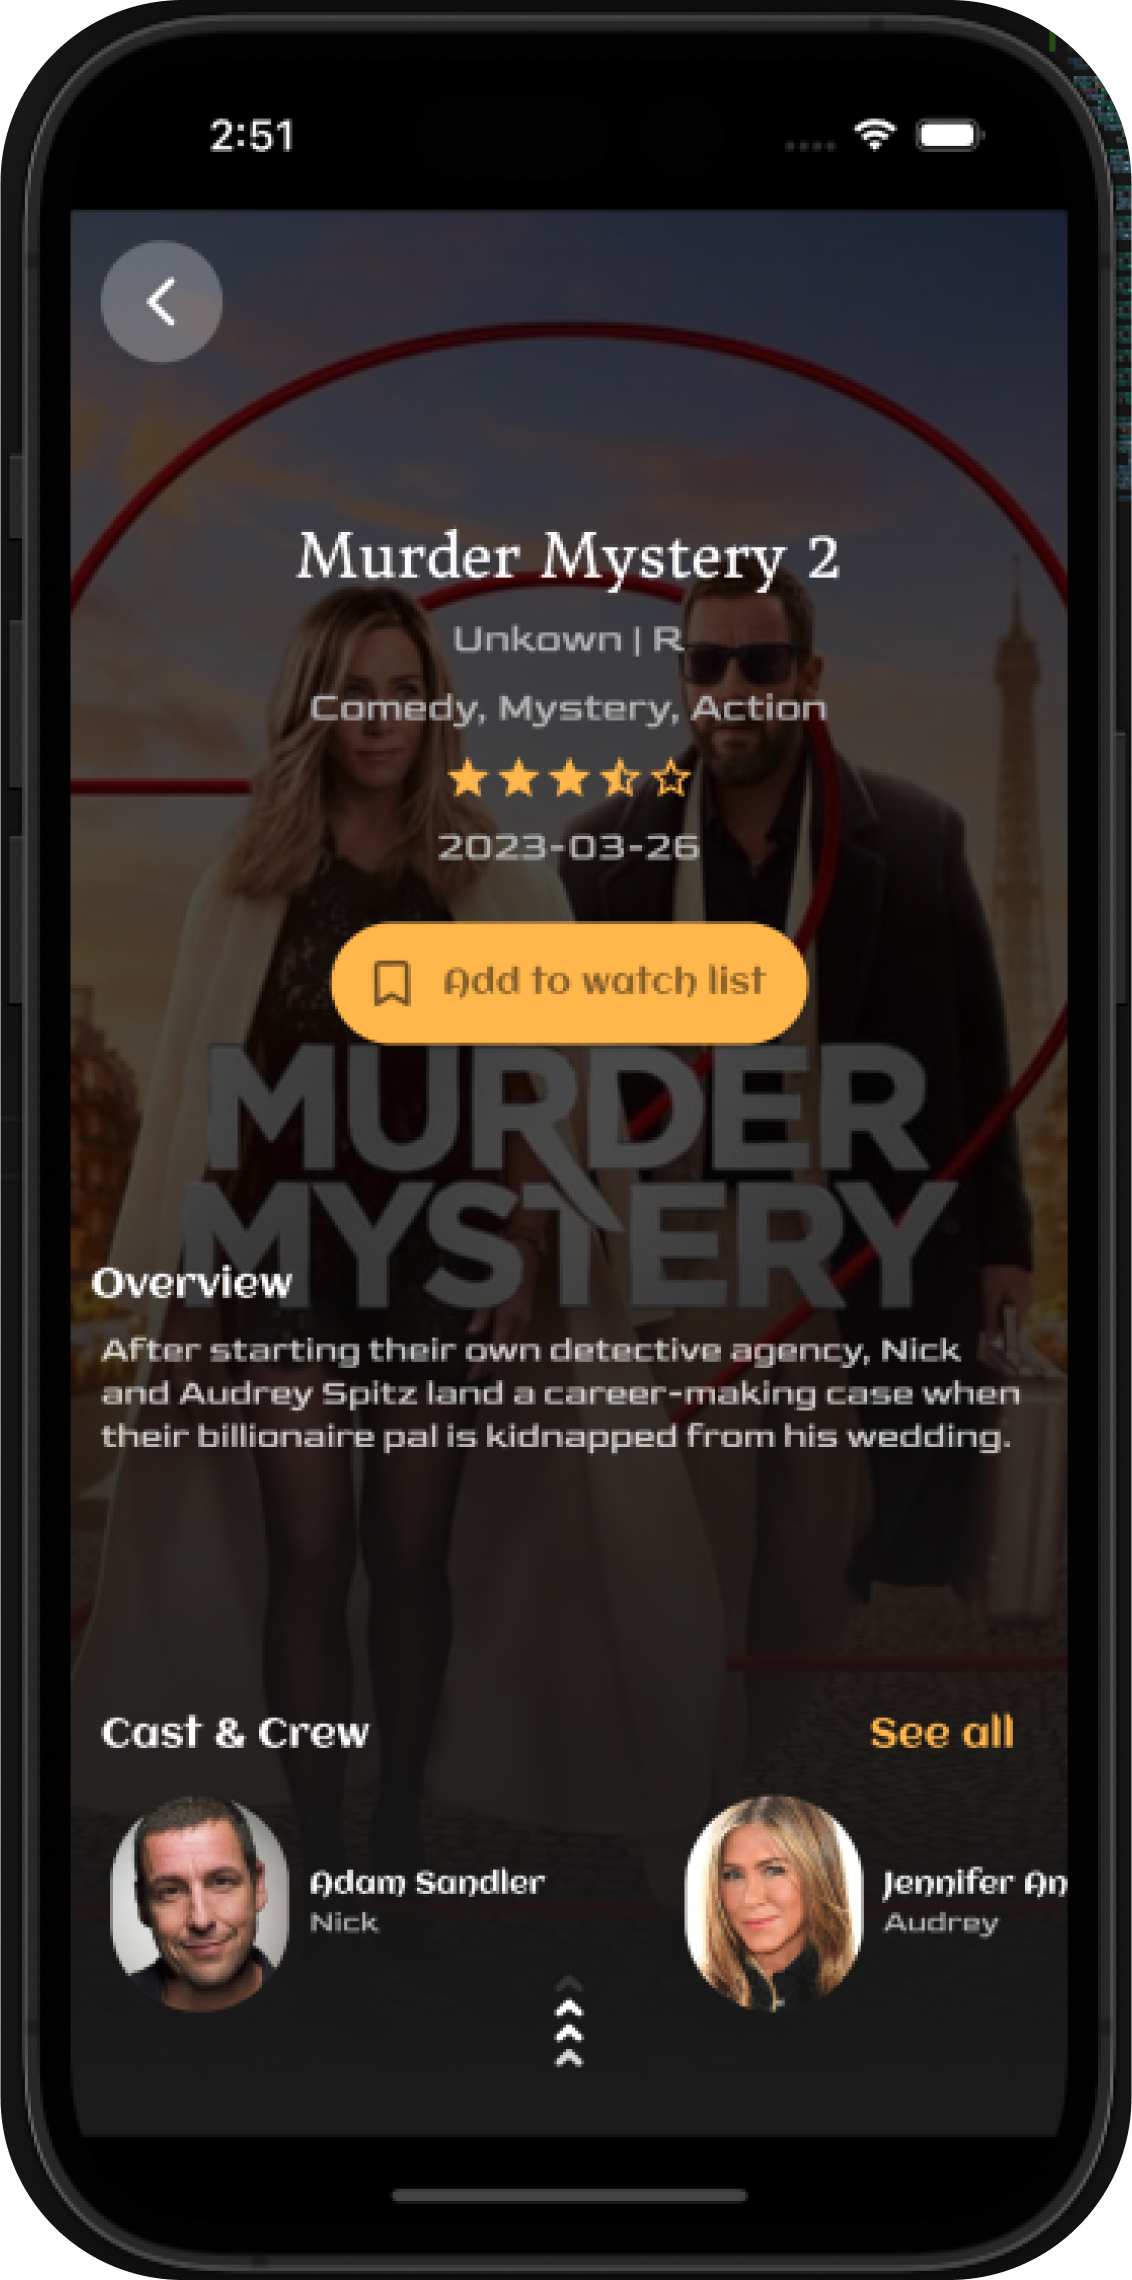 2:51
Murder Mystery 2
Unkown | R
Comedy, Mystery, Action
2023-03-26
Add to watch list
MURDER
MYSTERY
Overview
After starting their own detective agency, Nick
and Audrey Spitz land a career-making case when
their billionaire pal is kidnapped from his wedding.
Cast & Crew
See all
Adam Sandler
Jennifer An
Nick
Audrey